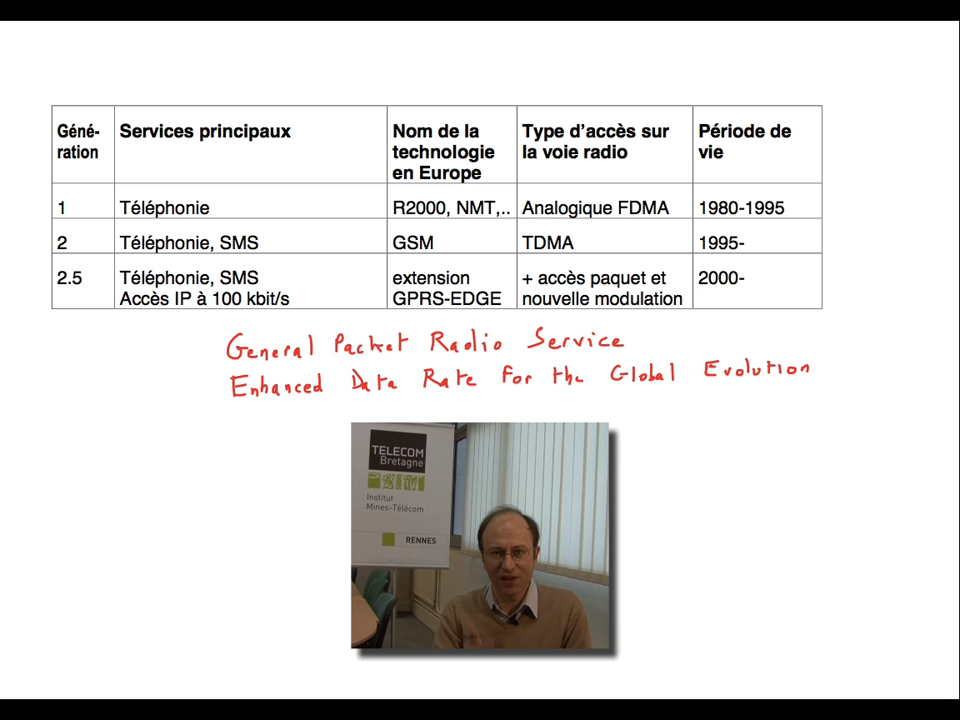 Géné-
ration
Services principaux
Nom de la
technologie
en Europe
Type d'accès sur
la voie radio
Période de
vie
1
Téléphonie
R2000, NMT,..
Analogique FDMA
1980-1995
2
Téléphonie, SMS
GSM
TDMA
1995-
2.5
Téléphonie, SMS
Accès IP à 100 kbit/s
extension
GPRS-EDGE
+ accès paquet et
nouvelle modulation
2000-
General Packet Radio Service
Enhanced Data Rate for the Global Evolution
TELECOM
Bretagne
Institut
Mines-Télécom
RENNES